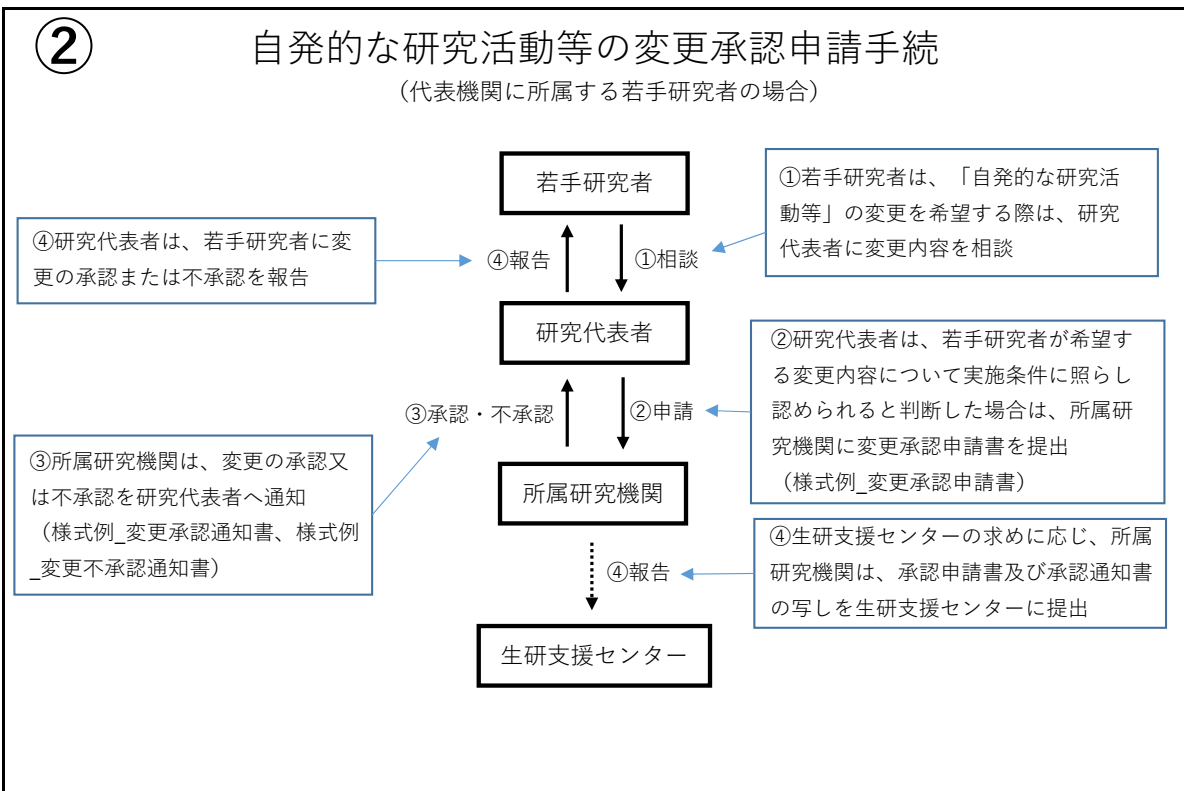 ②
自発的な研究活動等の変更承認申請手続
（代表機関に所属する若手研究者の場合）
若手研究者
①若手研究者は、「自発的な研究活
動等」の変更を希望する際は、研究
代表者に変更内容を相談
④研究代表者は、若手研究者に変
更の承認または不承認を報告
④報告
①相談
研究代表者
②研究代表者は、若手研究者が希望す
る変更内容について実施条件に照らし
認められると判断した場合は、所属研
究機関に変更承認申請書を提出
（様式例_変更承認申請書）
③承認・不承認
②申請
③所属研究機関は、変更の承認又
は不承認を研究代表者へ通知
（様式例_変更承認通知書、様式例
_変更不承認通知書）
所属研究機関
④報告
④生研支援センターの求めに応じ、所属
研究機関は、承認申請書及び承認通知書
の写しを生研支援センターに提出
生研支援センター